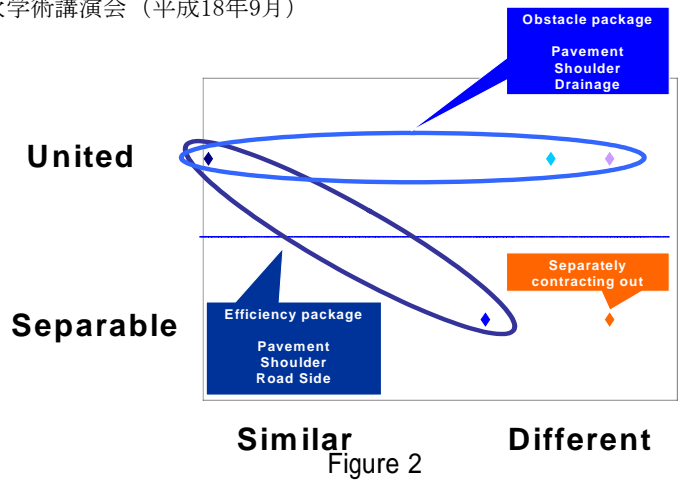 学術講演会（平成18年9月）
Obstacle package
Pavement
Shoulder
Drainage
United
Separately
contracting out
Efficiency package
Pavement
Shoulder
Road Side
Separable
Similar
Different
Figure 2